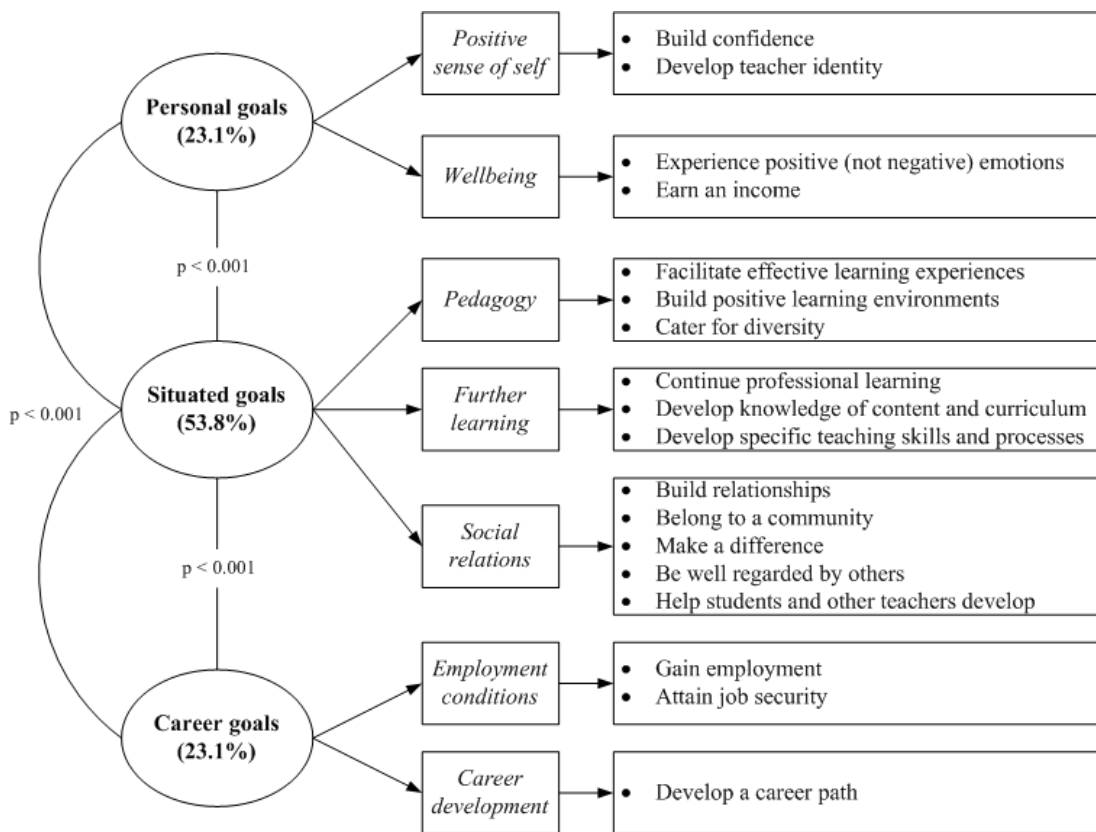 Personal goals
(23.1%)
Positive
sense of self
• Build confidence
• Develop teacher identity
Wellbeing
• Experience positive (not negative) emotions
• Earn an income
p < 0.001
Pedagogy
• Facilitate effective learning experiences
• Build positive learning environments
• Cater for diversity
p < 0.001
Situated goals
(53.8%)
Further
learning
• Continue professional learning
• Develop knowledge of content and curriculum
• Develop specific teaching skills and processes
Social
relations
• Build relationships
• Belong to a community
• Make a difference
• Be well regarded by others
• Help students and other teachers develop
p < 0.001
Career goals
(23.1%)
Employment
conditions
• Gain employment
• Attain job security
Career
development
• Develop a career path